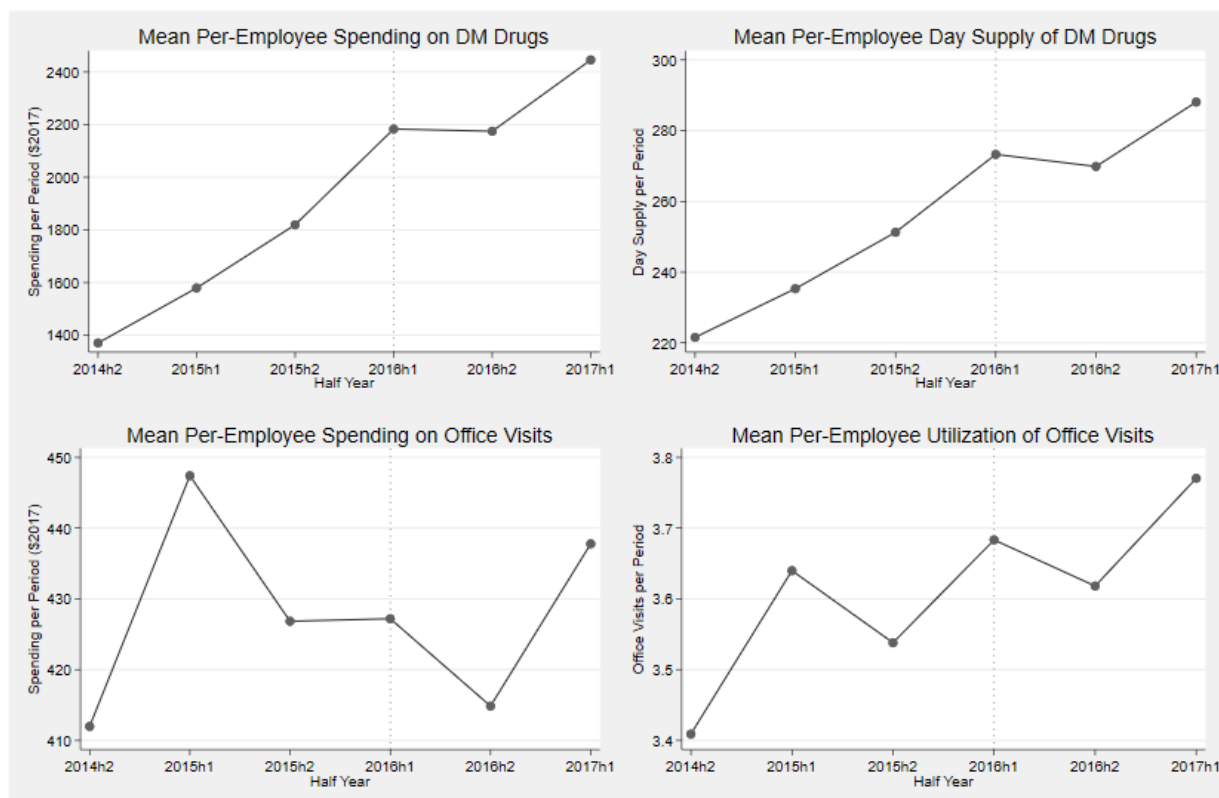 Mean Per-Employee Spending on DM Drugs
Spending per Period ($2017)
2400
2200
2000
1800
1600
1400
2014h2 2015h1 2015h2 2016h1 2016h2 2017h1
Half Year
Mean Per-Employee Day Supply of DM Drugs
Day Supply per Period
300
280
260
240
220
2014h2 2015h1 2015h2 2016h1 2016h2 2017h1
Half Year
Mean Per-Employee Spending on Office Visits
Spending per Period ($2017)
450
440
430
420
410
2014h2 2015h1 2015h2 2016h1 2016h2 2017h1
Half Year
Mean Per-Employee Utilization of Office Visits
Office Visits per Period
3.8
3.7
3.6
3.5
3.4
2014h2 2015h1 2015h2 2016h1 2016h2 2017h1
Half Year